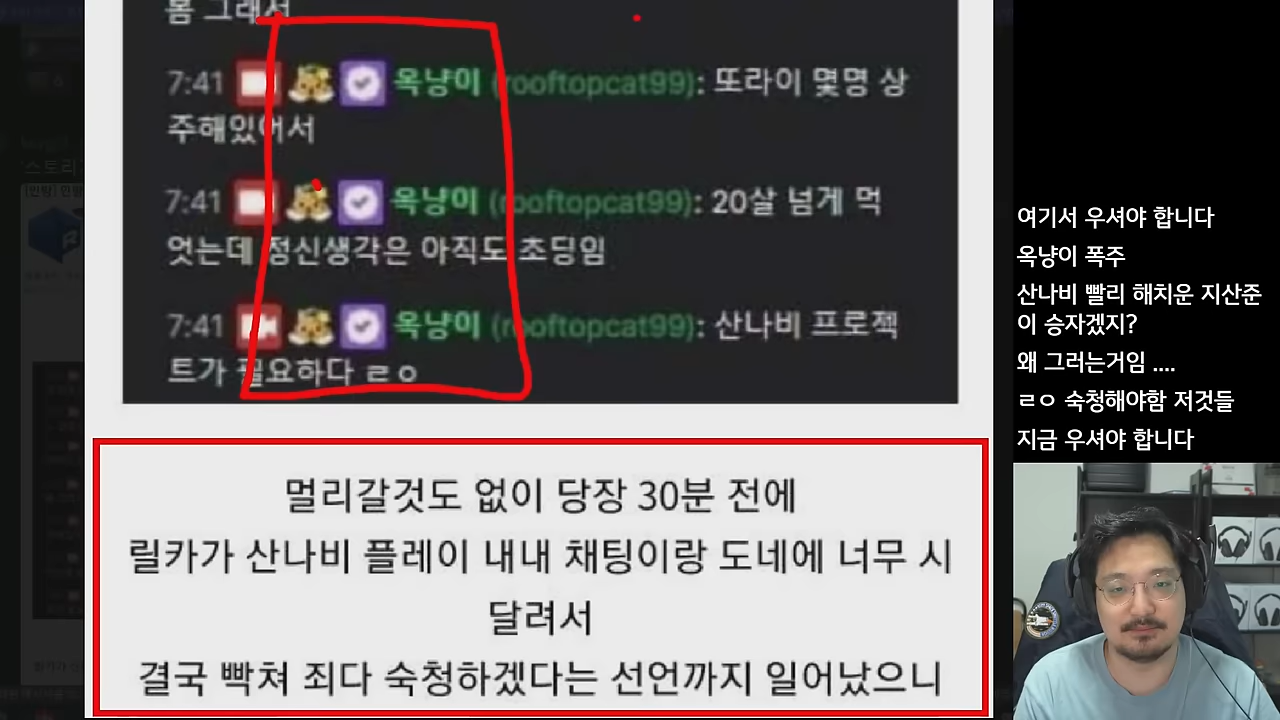 봄 그래서
7:41 옥냥이 (rooftopcat99): 또라이 몇명 상
주해있어서
7:41 옥냥이 (rooftopcat99): 20살 넘게 먹
엇는데 정신생각은 아직도 초딩임
7:41 옥냥이 (rooftopcat99): 산나비 프로젝
트가 필요하다 ㄹㅇ
멀리갈것도 없이 당장 30분 전에
릴카가 산나비 플레이 내내 채팅이랑 도네에 너무 시
달려서
결국 빡쳐 죄다 숙청하겠다는 선언까지 일어났으니
여기서 우셔야 합니다
옥냥이 폭주
산나비 빨리 해치운 지산준
이 승자겠지?
왜 그러는거임 ....
ㄹㅇ 숙청해야함 저것들
지금 우셔야 합니다